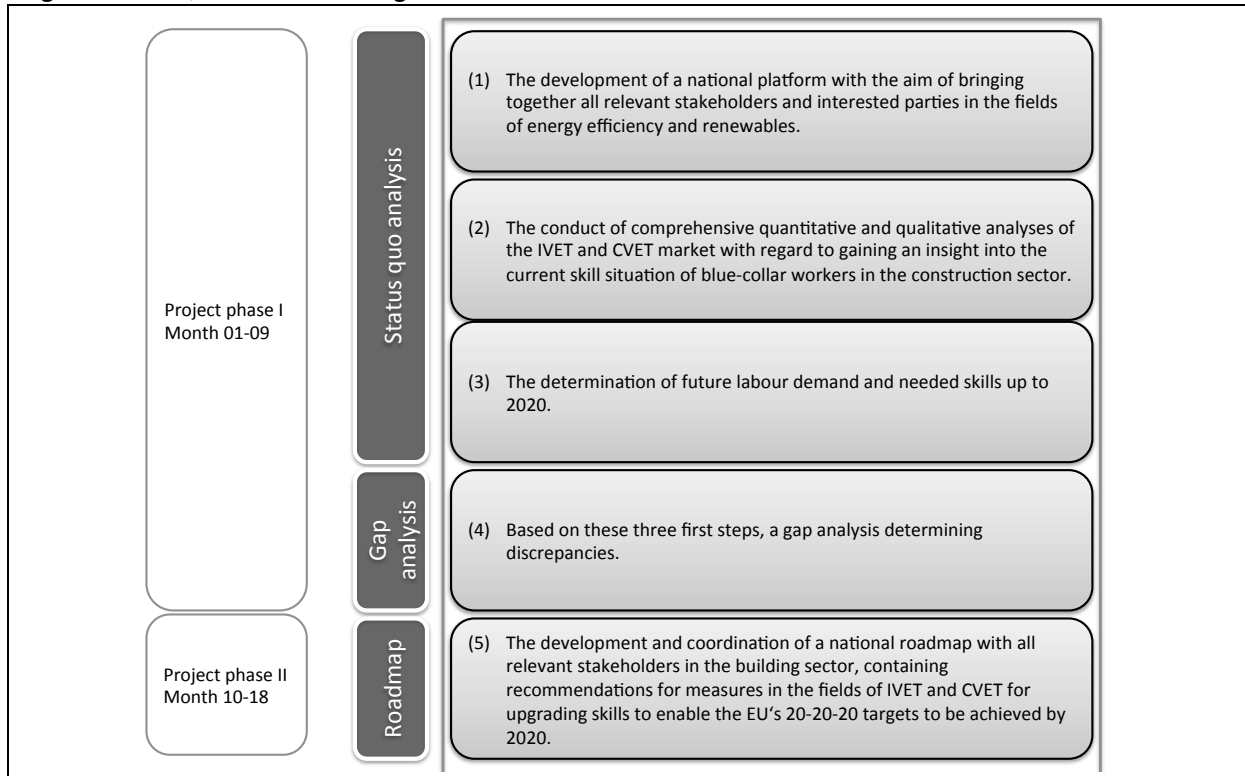 Project phase I
Month 01-09
Status quo analysis
(1) The development of a national platform with the aim of bringing
together all relevant stakeholders and interested parties in the fields
of energy efficiency and renewables.
(2) The conduct of comprehensive quantitative and qualitative analyses of
the IVET and CVET market with regard to gaining an insight into the
current skill situation of blue-collar workers in the construction sector.
(3) The determination of future labour demand and needed skills up to
2020.
Gap
analysis
(4) Based on these three first steps, a gap analysis determining
discrepancies.
Project phase II
Month 10-18
Roadmap
(5) The development and coordination of a national roadmap with all
relevant stakeholders in the building sector, containing
recommendations for measures in the fields of IVET and CVET for
upgrading skills to enable the EU‘s 20-20-20 targets to be achieved by
2020.